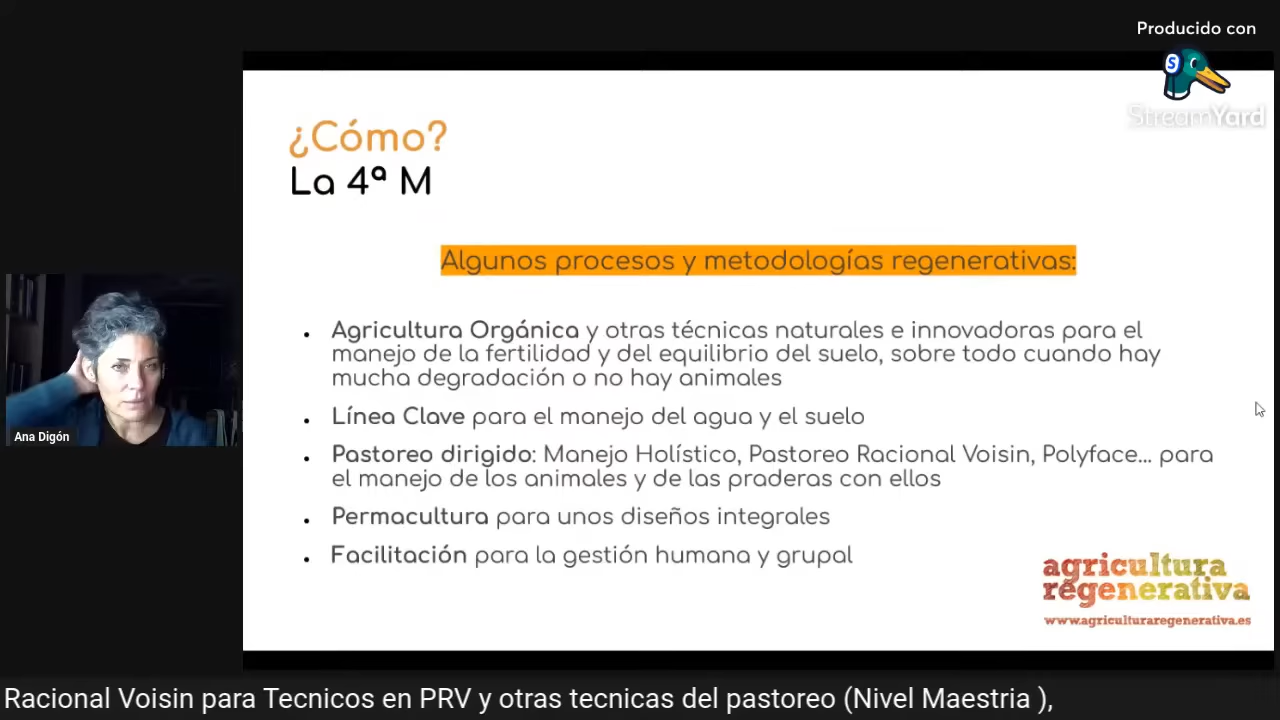 Producido con
StreamYard
¿Cómo?
La 4ª M
Algunos procesos y metodologías regenerativas:
• Agricultura Orgánica y otras técnicas naturales e innovadoras para el
manejo de la fertilidad y del equilibrio del suelo, sobre todo cuando hay
mucha degradación o no hay animales
• Línea Clave para el manejo del agua y el suelo
• Pastoreo dirigido: Manejo Holístico, Pastoreo Racional Voisin, Polyface... para
el manejo de los animales y de las praderas con ellos
• Permacultura para unos diseños integrales
• Facilitación para la gestión humana y grupal
Ana Digón
agricultura
regenerativa
www.agriculturaregenerativa.es
Racional Voisin para Tecnicos en PRV y otras tecnicas del pastoreo (Nivel Maestria ),